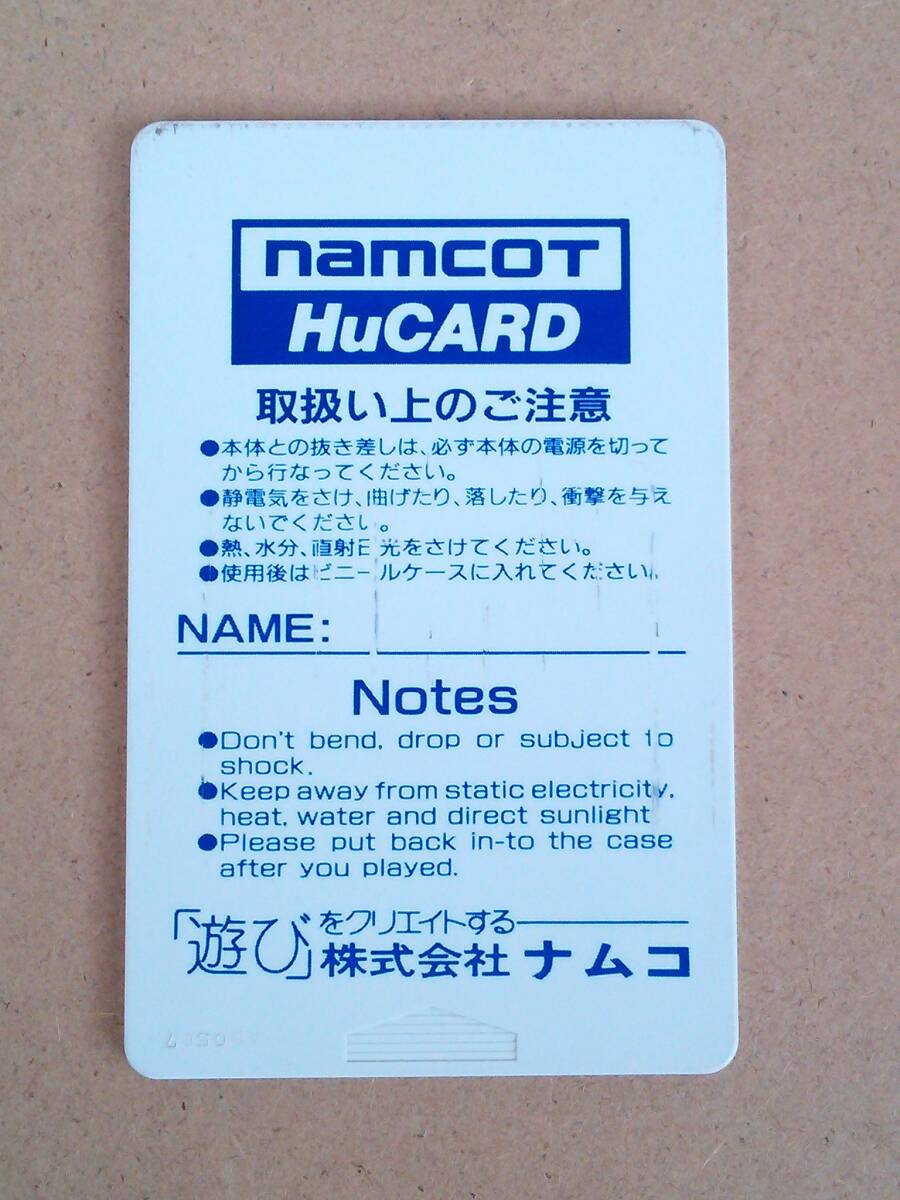 namcoT
HuCARD
取扱い上のご注意
●本体との抜き差しは、必ず本体の電源を切って
から行なってください。
●静電気をさけ、曲げたり、落したり、衝撃を与え
ないでください。
●熱、水分、直射日光をさけてください。
●使用後はビニールケースに入れてください。
NAME:
Notes
●Don't bend, drop or subject to
shock.
●Keep away from static electricity,
heat, water and direct sunlight
●Please put back in-to the case
after you played.
「遊び」をクリエイトする
株式会社ナムコ